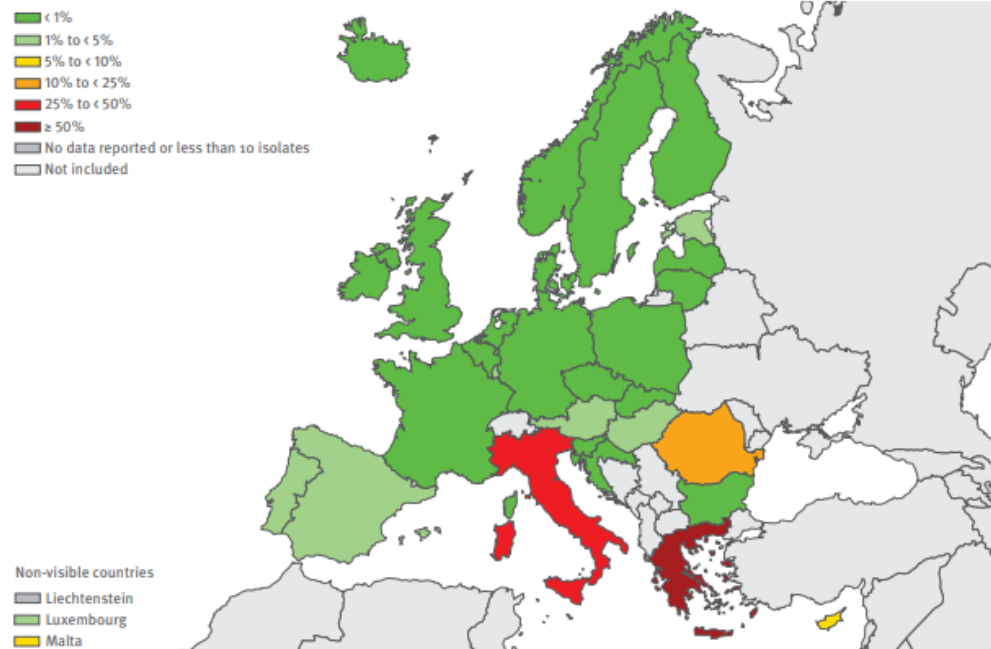 < 1%
1% to < 5%
5% to < 10%
10% to < 25%
25% to < 50%
≥ 50%
No data reported or less than 10 isolates
Not included
Non-visible countries
Liechtenstein
Luxembourg
Malta